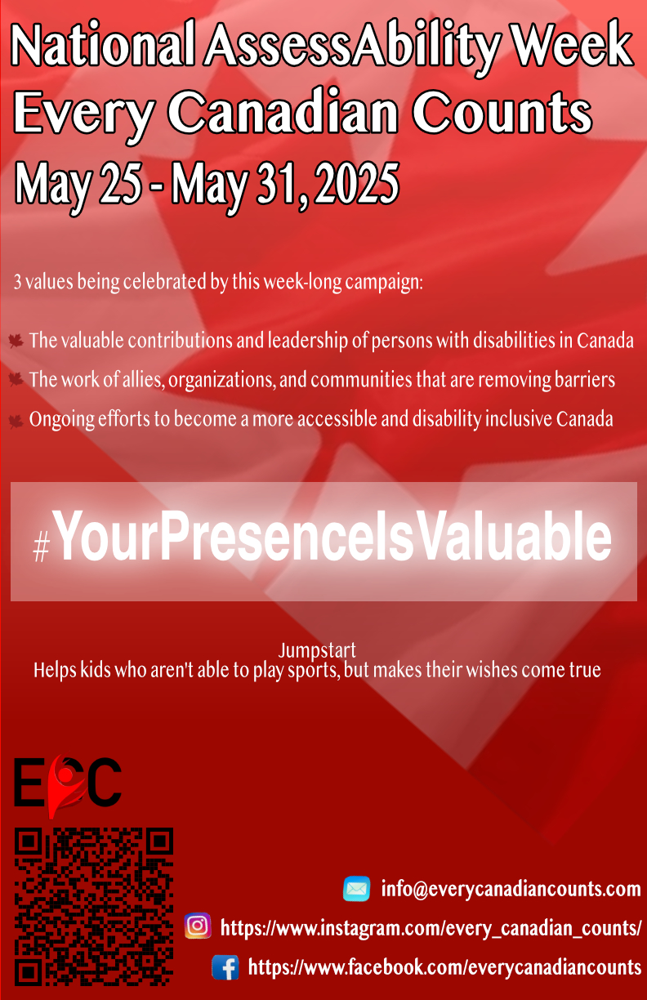 National AssessAbility Week
Every Canadian Counts
May 25 - May 31, 2025
3 values being celebrated by this week-long campaign:
The valuable contributions and leadership of persons with disabilities in Canada
The work of allies, organizations, and communities that are removing barriers
Ongoing efforts to become a more accessible and disability inclusive Canada
#YourPresenceIsValuable
Jumpstart
Helps kids who aren't able to play sports, but makes their wishes come true
ECC
info@everycanadiancounts.com
https://www.instagram.com/every_canadian_counts/
https://www.facebook.com/everycanadiancounts